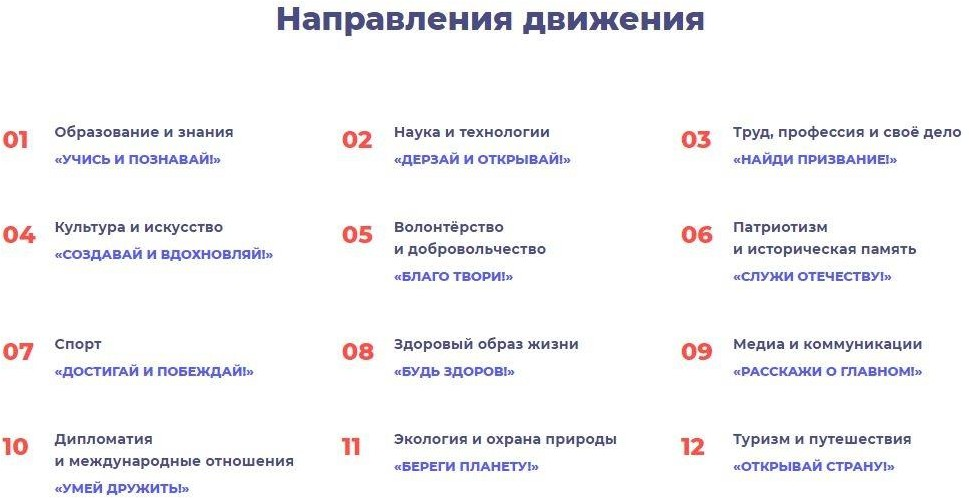 Направления движения
01
Образование и знания
«УЧИСЬ И ПОЗНАВАЙ!»
02
Наука и технологии
«ДЕРЗАЙ И ОТКРЫВАЙ!»
03
Труд, профессия и своё дело
«НАЙДИ ПРИЗВАНИЕ!»
04
Культура и искусство
«СОЗДАВАЙ И ВДОХНОВЛЯЙ!»
05
Волонтёрство
и добровольчество
«БЛАГО ТВОРИ!»
06
Патриотизм
и историческая память
«СЛУЖИ ОТЕЧЕСТВУ!»
07
Спорт
«ДОСТИГАЙ И ПОБЕЖДАЙ!»
08
Здоровый образ жизни
«БУДЬ ЗДОРОВ!»
09
Медиа и коммуникации
«РАССКАЖИ О ГЛАВНОМ!»
10
Дипломатия
и международные отношения
«УМЕЙ ДРУЖИТЬ!»
11
Экология и охрана природы
«БЕРЕГИ ПЛАНЕТУ!»
12
Туризм и путешествия
«ОТКРЫВАЙ СТРАНУ!»